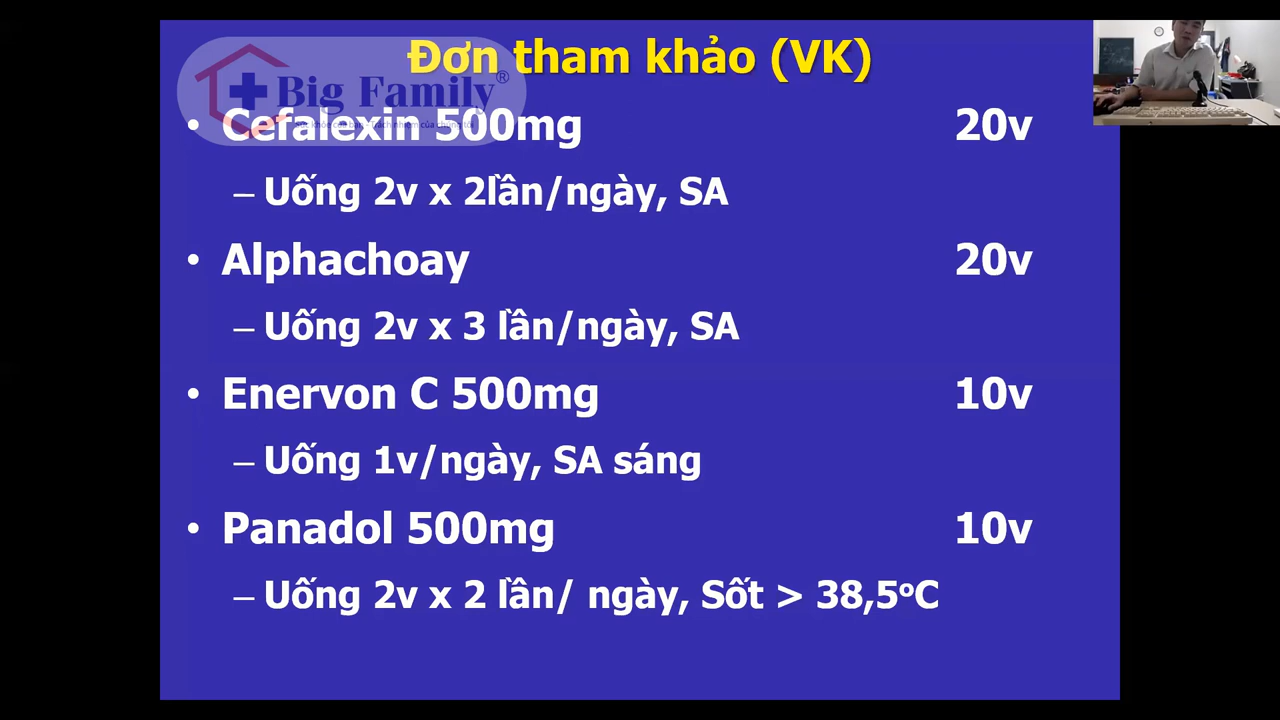 Đơn tham khảo (VK)
Big Family®
• Cefalexin 500mg 20v
– Uống 2v x 2lần/ngày, SA
• Alphachoay 20v
– Uống 2v x 3 lần/ngày, SA
• Enervon C 500mg 10v
– Uống 1v/ngày, SA sáng
• Panadol 500mg 10v
– Uống 2v x 2 lần/ ngày, Sốt > 38,5ºC